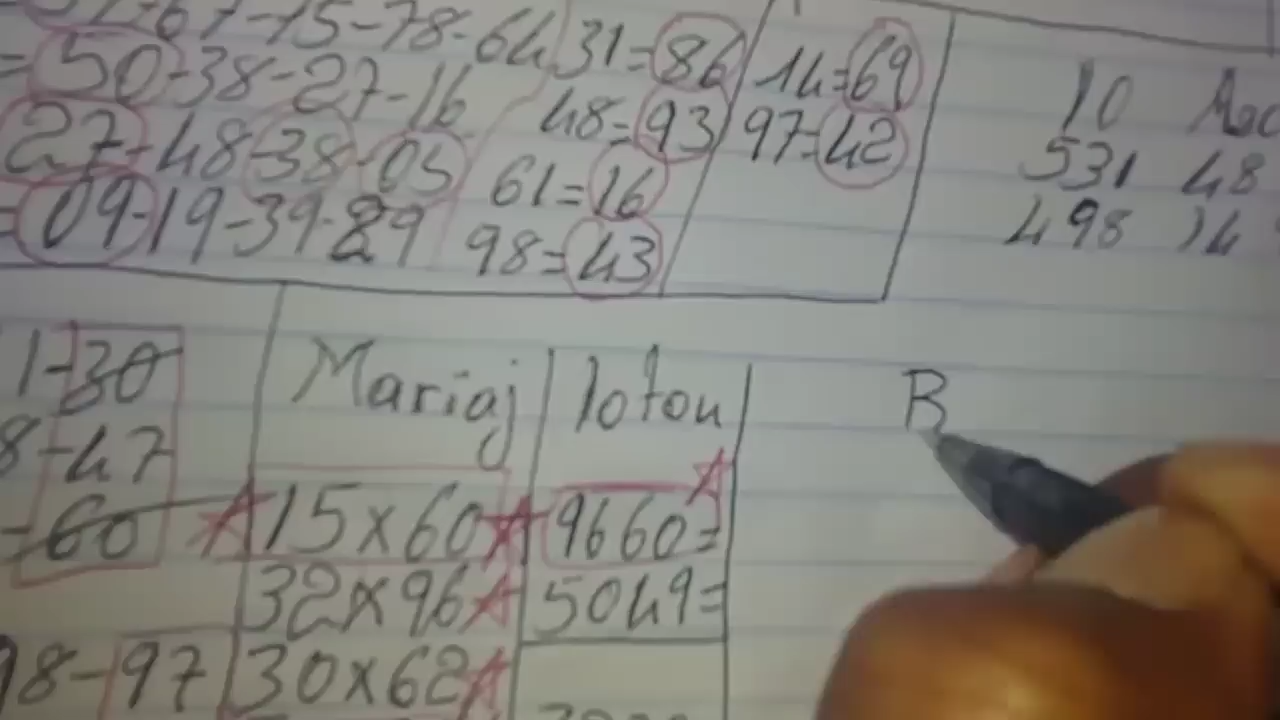 67-15-78-64 31=86 14=69
=50-38-27-16 48=93 97=42
27-48-38-05 61=16
=09-19-39-89 98=43
10
531 48
498 14
1-30 Mariaj loton B
8-47
=60 15x60 9660=
32x96 5049=
98-97 30x62